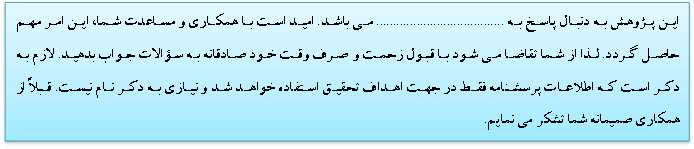 این پژوهش به دنبال پاسخ به ...................................... می باشد. امید است با همکاری و مساعدت شما، این امر مهم
حاصل گردد. لذا از شما تقاضا می شود با قبول زحمت و صرف وقت خود صادقانه به سؤالات جواب بدهید. لازم به
ذکر است که اطلاعات پرسشنامه فقط در جهت اهداف تحقیق استفاده خواهد شد و نیازی به ذکر نام نیست. قبلاً از
همکاری صمیمانه شما تشکر می نمایم.